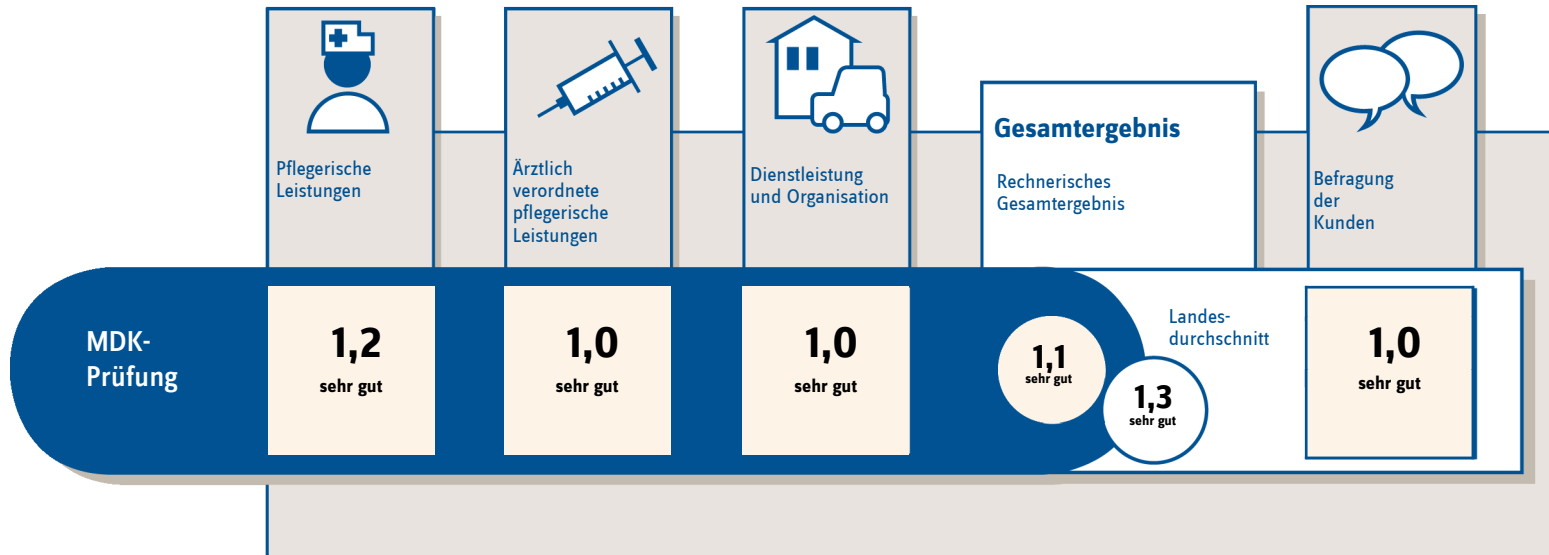 Pflegerische
Leistungen
Ärztlich
verordnete
pflegerische
Leistungen
Dienstleistung
und Organisation
Gesamtergebnis
Rechnerisches
Gesamtergebnis
Befragung
der
Kunden
MDK-
Prüfung
1,2
sehr gut
1,0
sehr gut
1,0
sehr gut
1,1
sehr gut
Landes-
durchschnitt
1,3
sehr gut
1,0
sehr gut